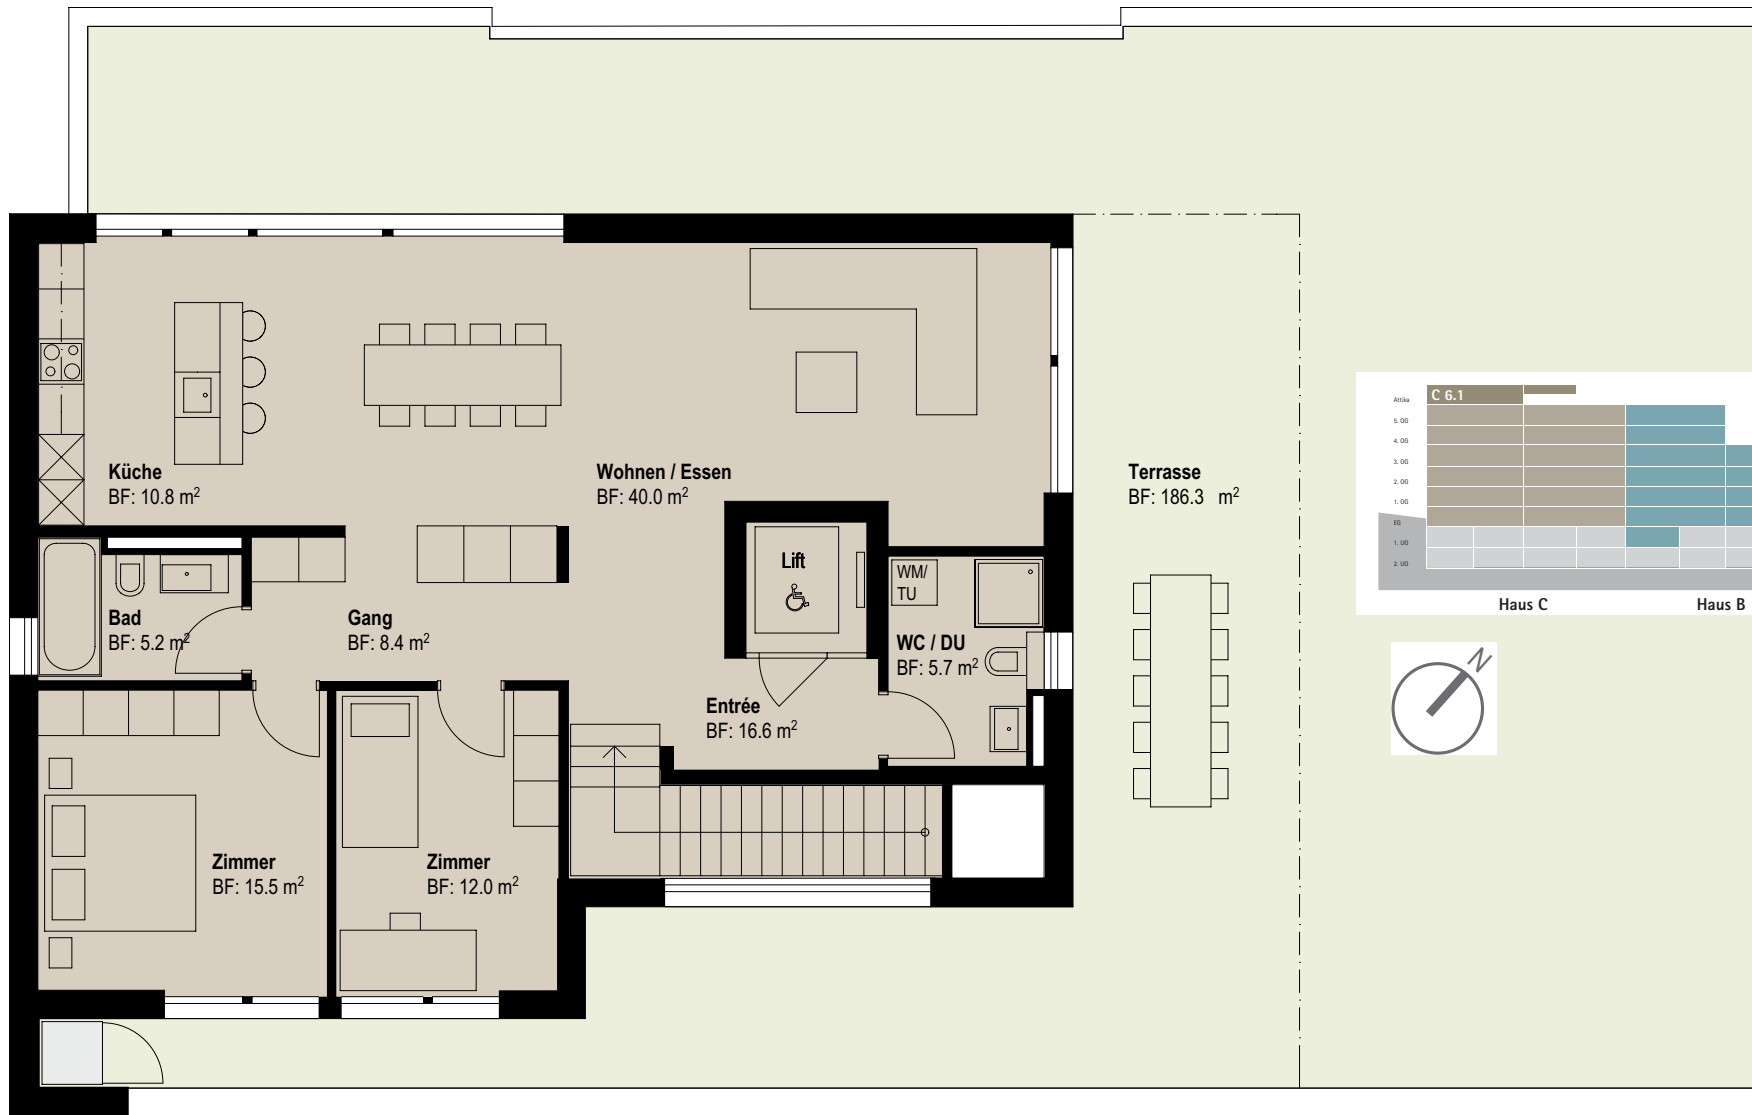 Küche
BF: 10.8 m²
Wohnen / Essen
BF: 40.0 m²
Terrasse
BF: 186.3 m²
Lift
WM/
TU
Bad
BF: 5.2 m²
Gang
BF: 8.4 m²
WC / DU
BF: 5.7 m²
Entrée
BF: 16.6 m²
Zimmer
BF: 15.5 m²
Zimmer
BF: 12.0 m²
C 6.1
Attika
5. OG
4. OG
3. OG
2. OG
1. OG
EG
1. UG
2. UG
Haus C
Haus B
N